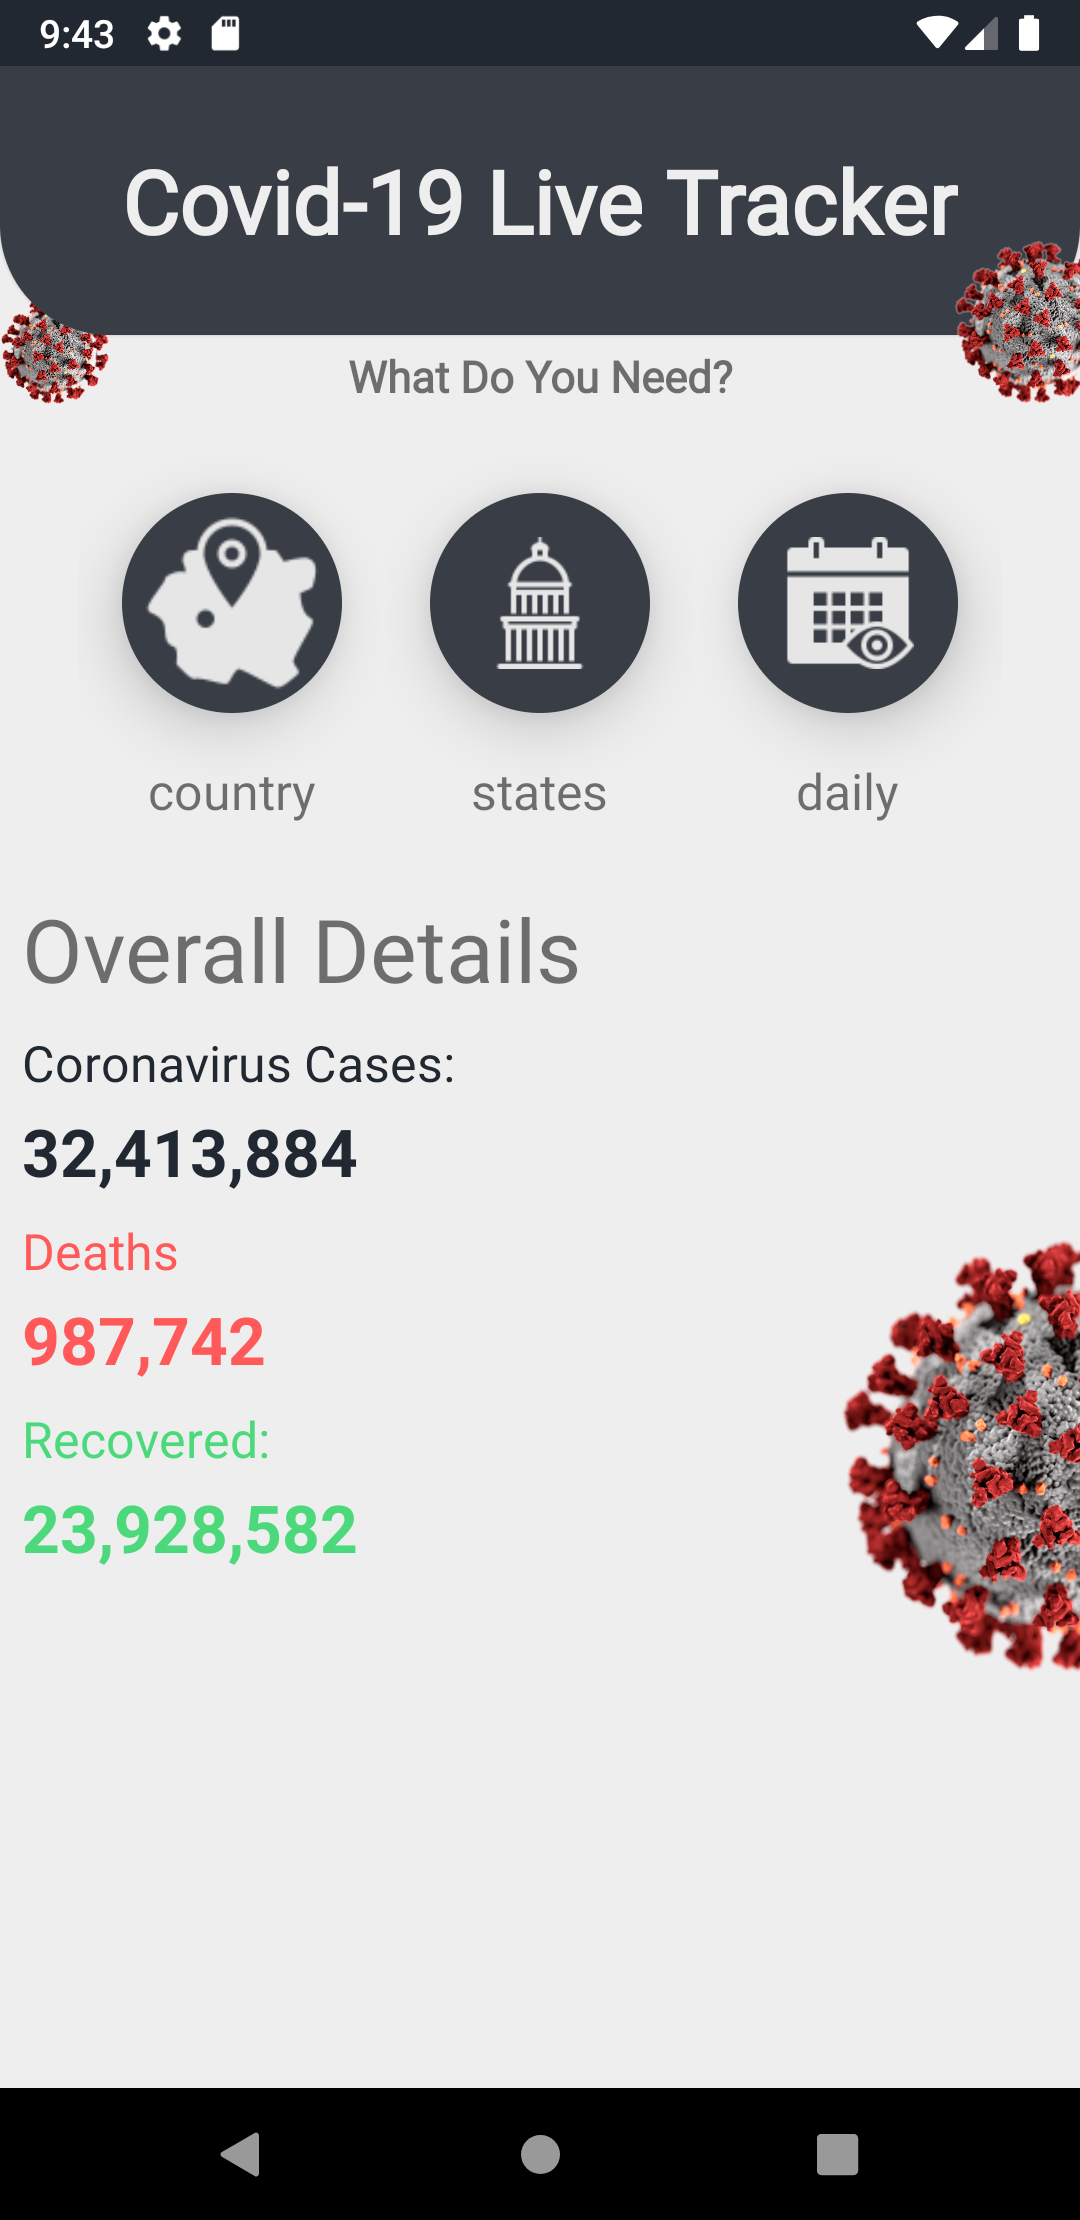 9:43
Covid-19 Live Tracker
What Do You Need?
country states daily
Overall Details
Coronavirus Cases:
32,413,884
Deaths
987,742
Recovered:
23,928,582